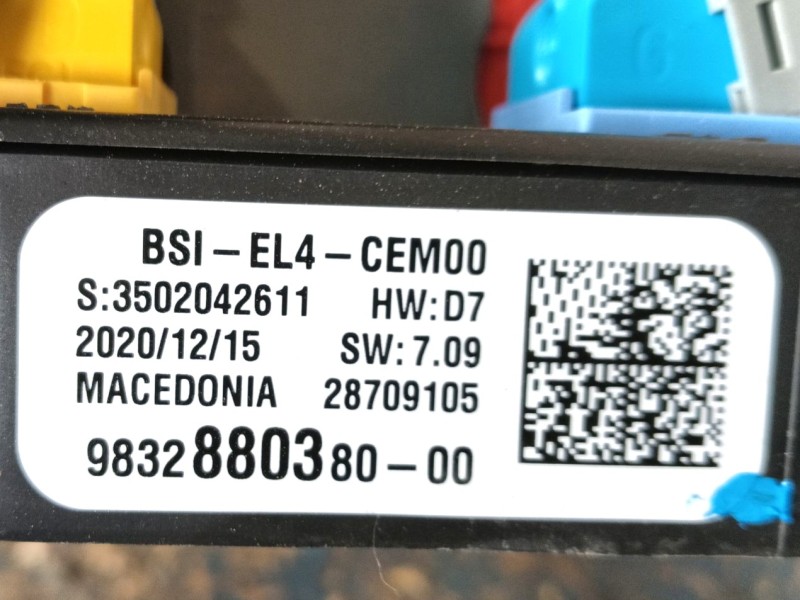 BSI-EL4-CEM00
S:3502042611 HW:D7
2020/12/15 SW:7.09
MACEDONIA 28709105
9832880380-00